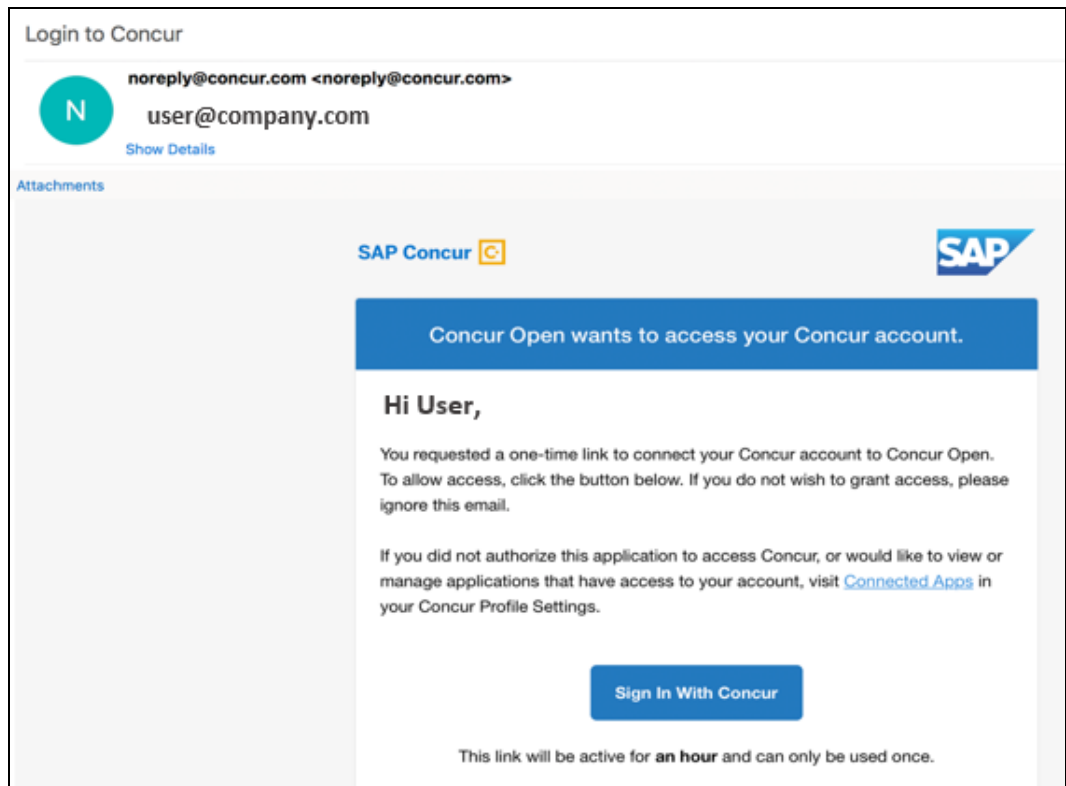 Login to Concur
noreply@concur.com <noreply@concur.com>
N
user@company.com
Show Details
Attachments
SAP Concur C
SAP
Concur Open wants to access your Concur account.
Hi User,
You requested a one-time link to connect your Concur account to Concur Open.
To allow access, click the button below. If you do not wish to grant access, please
ignore this email.
If you did not authorize this application to access Concur, or would like to view or
manage applications that have access to your account, visit Connected Apps in
your Concur Profile Settings.
Sign In With Concur
This link will be active for an hour and can only be used once.